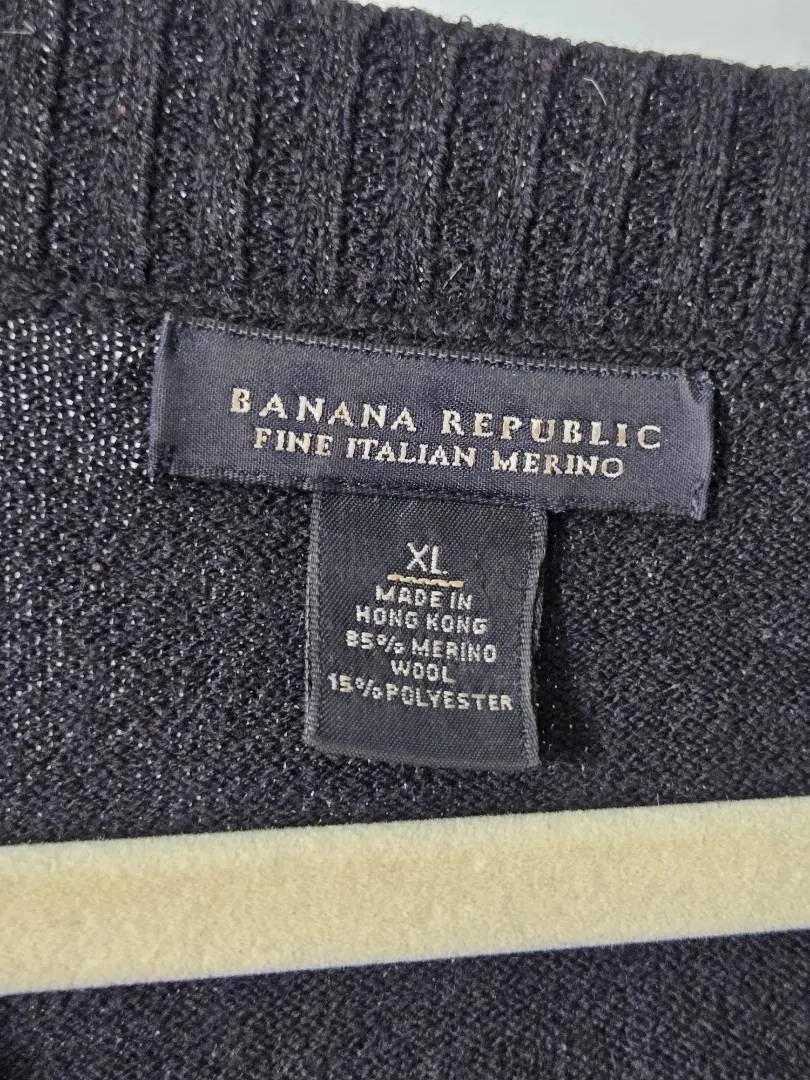 BANANA REPUBLIC
FINE ITALIAN MERINO
XL
MADE IN
HONG KONG
85% MERINO
WOOL
15% POLYESTER